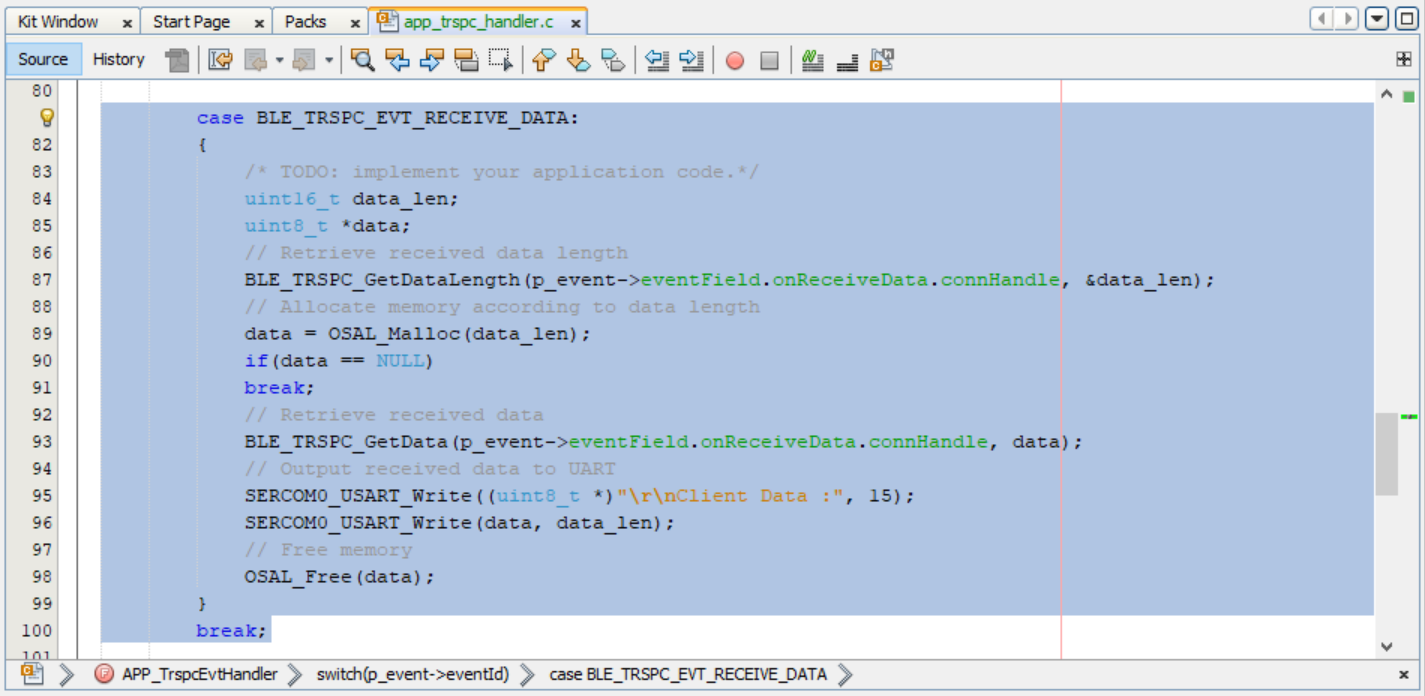 Kit Window x Start Page x Packs x app_trspc_handler.c x
Source History
80
case BLE_TRSPC_EVT_RECEIVE_DATA:
82 {
83 /* TODO: implement your application code.*/
84 uint16_t data_len;
85 uint8_t *data;
86 // Retrieve received data length
87 BLE_TRSPC_GetDataLength(p_event->eventField.onReceiveData.connHandle, &data_len);
88 // Allocate memory according to data length
89 data = OSAL_Malloc(data_len);
90 if(data == NULL)
91 break;
92 // Retrieve received data
93 BLE_TRSPC_GetData(p_event->eventField.onReceiveData.connHandle, data);
94 // Output received data to UART
95 SERCOM0_USART_Write((uint8_t *)"\r\nClient Data :", 15);
96 SERCOM0_USART_Write(data, data_len);
97 // Free memory
98 OSAL_Free(data);
99 }
100 break;
101
APP_TrspcEvtHandler switch(p_event->eventId) case BLE_TRSPC_EVT_RECEIVE_DATA x